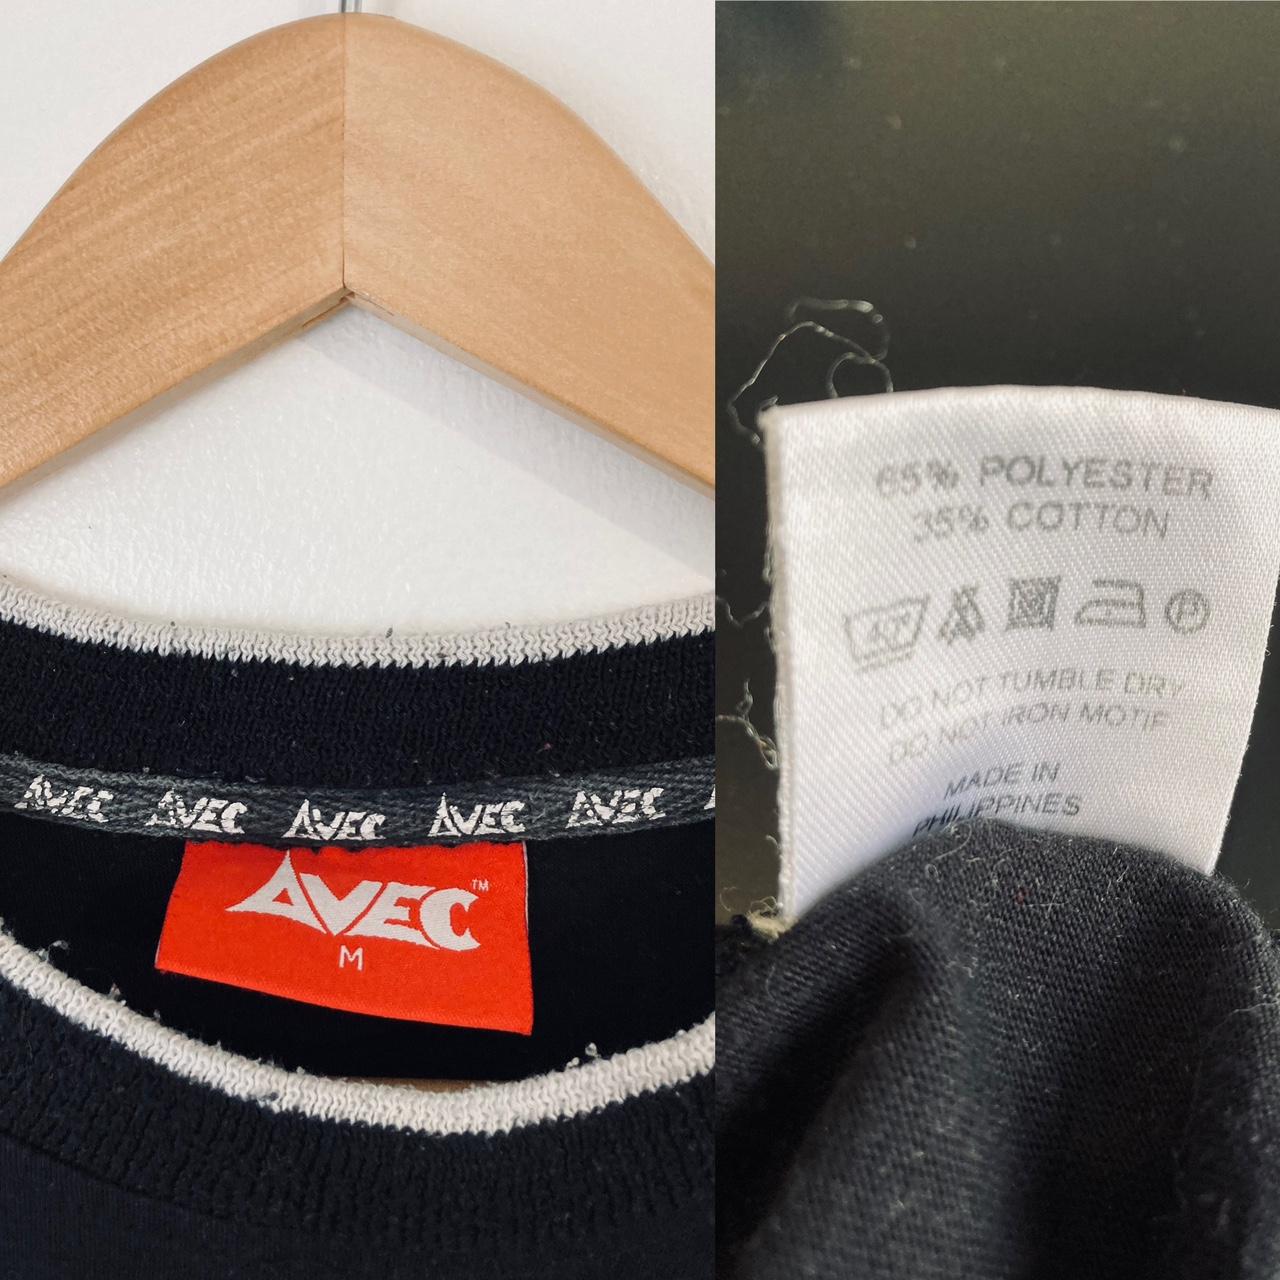 AVEC AVEC AVEC AVEC AVEC
AVEC™
M
65% POLYESTER
35% COTTON
40°
P
DO NOT TUMBLE DRY
DO NOT IRON MOTIF
MADE IN
PHILIPPINES